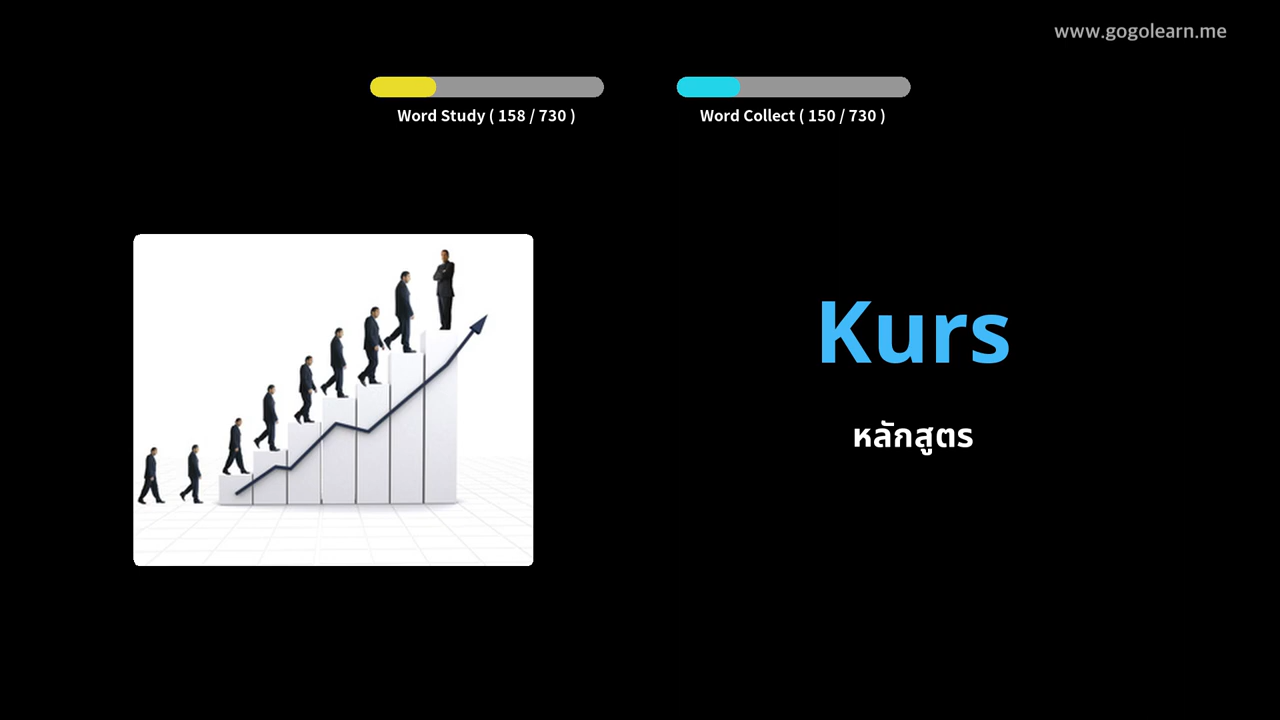 www.gogolearn.me
Word Study ( 158 / 730 )
Word Collect ( 150 / 730 )
Kurs
หลักสูตร